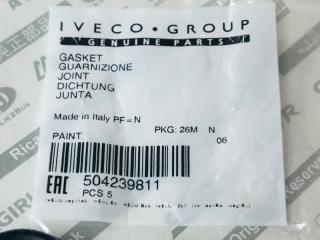 IVECO·GROUP
GENUINE PARTS
GASKET
GUARNIZIONE
JOINT
DICHTUNG
JUNTA
Made in Italy PF=N
PKG: 26M N
06
PAINT
EAC 504239811
PCS 5